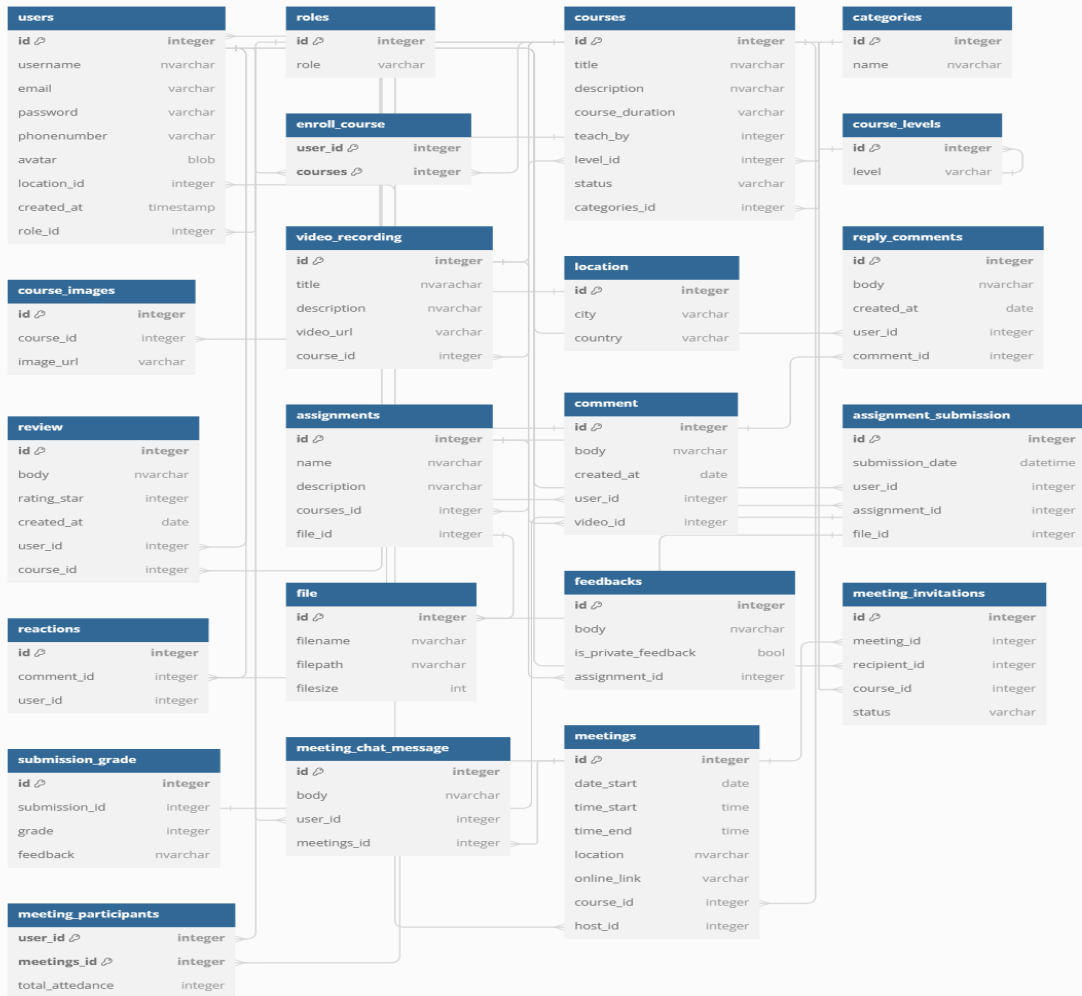 users
id integer
username nvarchar
email varchar
password varchar
phonenumber varchar
avatar blob
location_id integer
created_at timestamp
role_id integer
roles
id integer
role varchar
courses
id integer
title nvarchar
description nvarchar
course_duration varchar
teach_by integer
level_id integer
status varchar
categories_id integer
categories
id integer
name nvarchar
enroll_course
user_id integer
courses integer
course_levels
id integer
level varchar
video_recording
id integer
title nvarachar
description nvarchar
video_url varchar
course_id integer
location
id integer
city varchar
country varchar
reply_comments
id integer
body nvarchar
created_at date
user_id integer
comment_id integer
course_images
id integer
course_id integer
image_url varchar
review
id integer
body nvarchar
rating_star integer
created_at date
user_id integer
course_id integer
assignments
id integer
name nvarchar
description nvarchar
courses_id integer
file_id integer
comment
id integer
body nvarchar
created_at date
user_id integer
video_id integer
assignment_submission
id integer
submission_date datetime
user_id integer
assignment_id integer
file_id integer
reactions
id integer
comment_id integer
user_id integer
file
id integer
filename nvarchar
filepath nvarchar
filesize int
feedbacks
id integer
body nvarchar
is_private_feedback bool
assignment_id integer
meeting_invitations
id integer
meeting_id integer
recipient_id integer
course_id integer
status varchar
submission_grade
id integer
submission_id integer
grade integer
feedback nvarchar
meeting_chat_message
id integer
body nvarchar
user_id integer
meetings_id integer
meetings
id integer
date_start date
time_start time
time_end time
location nvarchar
online_link varchar
course_id integer
host_id integer
meeting_participants
user_id integer
meetings_id integer
total_attedance integer